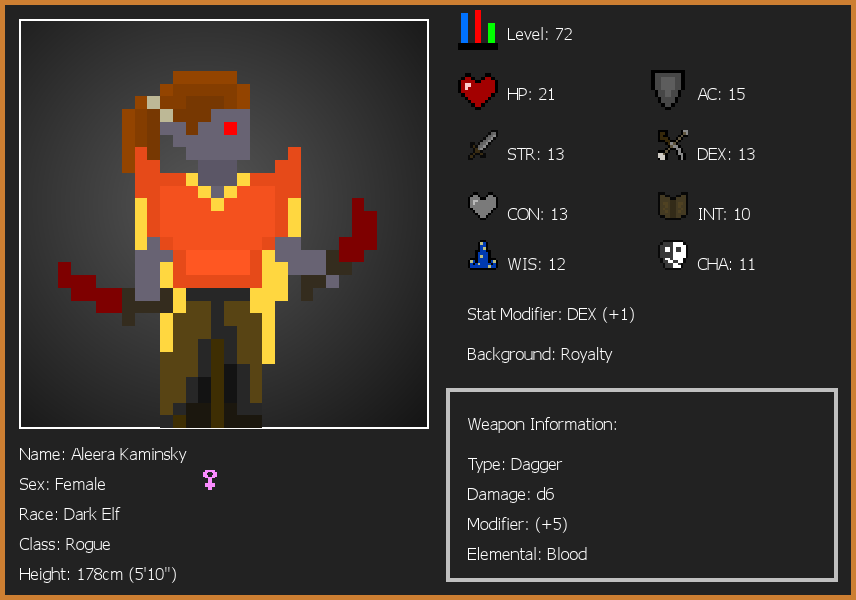 Level: 72
HP: 21
AC: 15
STR: 13
DEX: 13
CON: 13
INT: 10
WIS: 12
CHA: 11
Stat Modifier: DEX (+1)
Background: Royalty
Weapon Information:
Type: Dagger
Damage: d6
Modifier: (+5)
Elemental: Blood
Name: Aleera Kaminsky
Sex: Female
Race: Dark Elf
Class: Rogue
Height: 178cm (5'10")